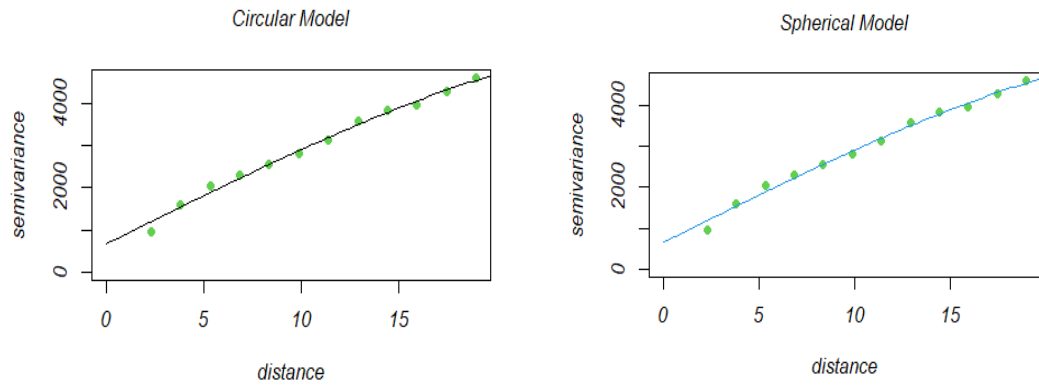 Circular Model
semivariance
4000
2000
0
0 5 10 15
distance
Spherical Model
semivariance
4000
2000
0
0 5 10 15
distance